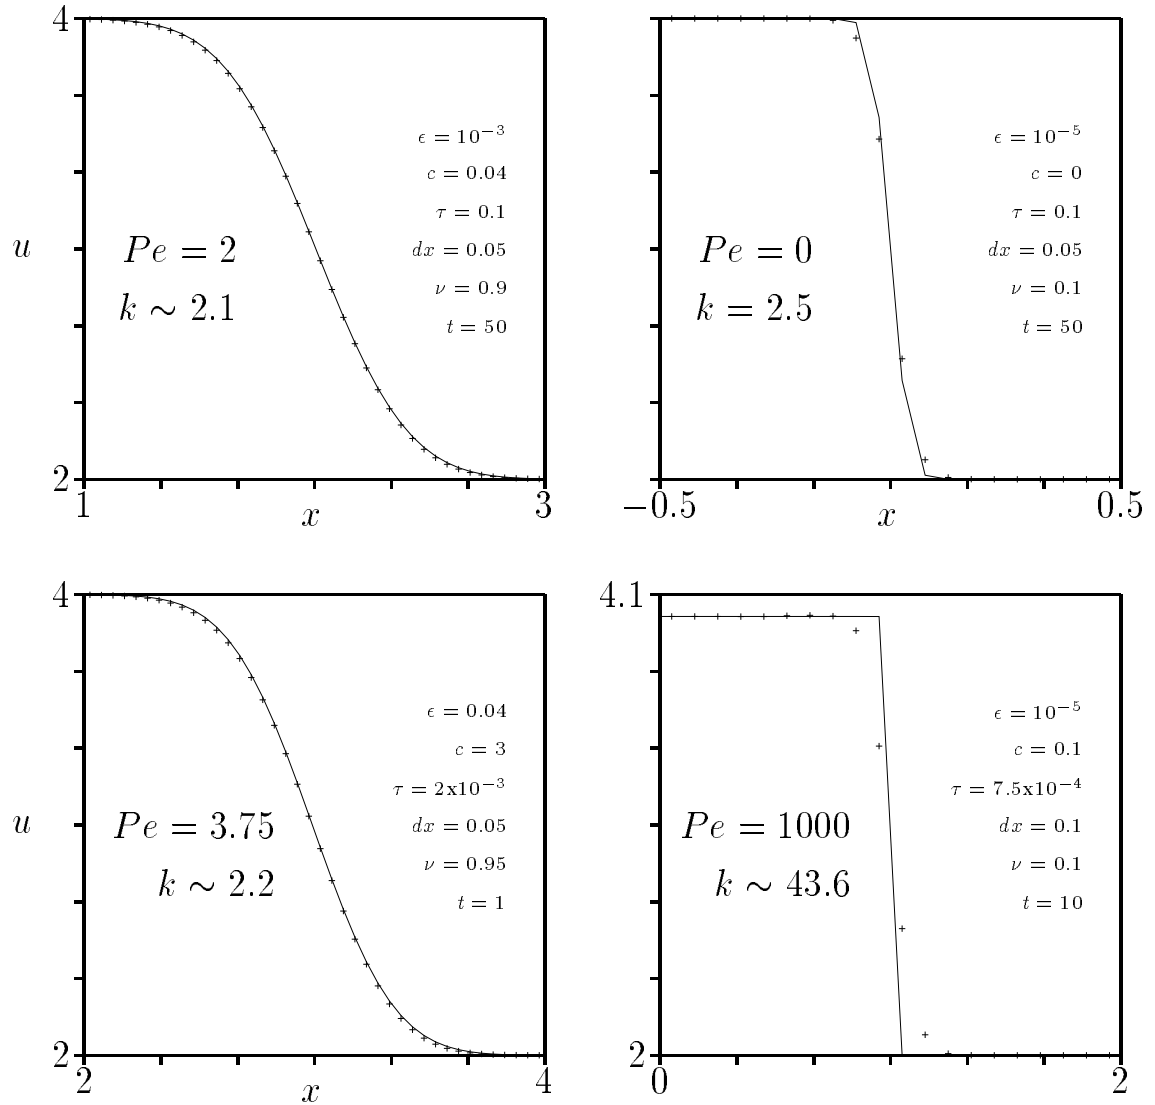 4
ϵ = 10⁻³
c = 0.04
τ = 0.1
u
Pe = 2
dx = 0.05
k ∼ 2.1
ν = 0.9
t = 50
2
1
x
3
ϵ = 10⁻⁵
c = 0
τ = 0.1
Pe = 0
dx = 0.05
k = 2.5
ν = 0.1
t = 50
−0.5
x
0.5
4
ϵ = 0.04
c = 3
τ = 2x10⁻³
u
Pe = 3.75
dx = 0.05
k ∼ 2.2
ν = 0.95
t = 1
2
2
x
4
4.1
ϵ = 10⁻⁵
c = 0.1
τ = 7.5x10⁻⁴
Pe = 1000
dx = 0.1
k ∼ 43.6
ν = 0.1
t = 10
2
0
2